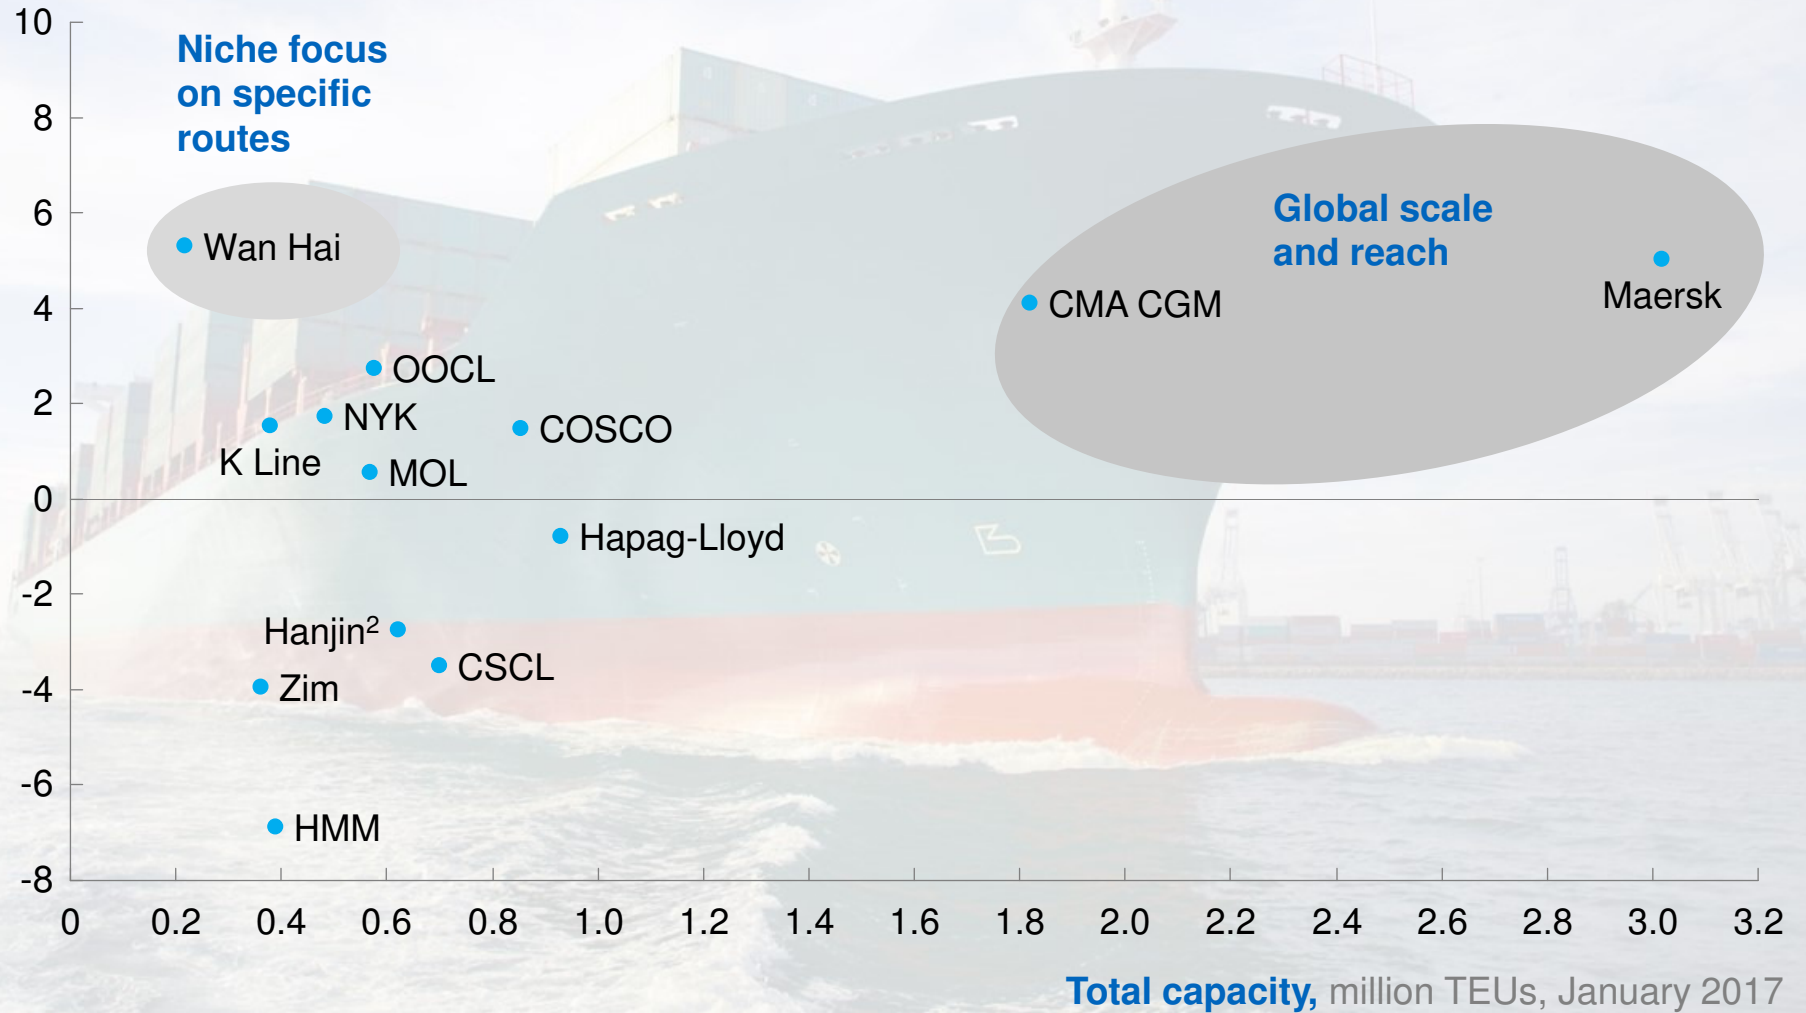 10
Niche focus
on specific
routes
8
6
Global scale
and reach
Wan Hai
Maersk
4
CMA CGM
OOCL
2
NYK
COSCO
K Line
MOL
0
Hapag-Lloyd
-2
Hanjin²
CSCL
-4
Zim
-6
HMM
-8
0 0.2 0.4 0.6 0.8 1.0 1.2 1.4 1.6 1.8 2.0 2.2 2.4 2.6 2.8 3.0 3.2
Total capacity, million TEUs, January 2017